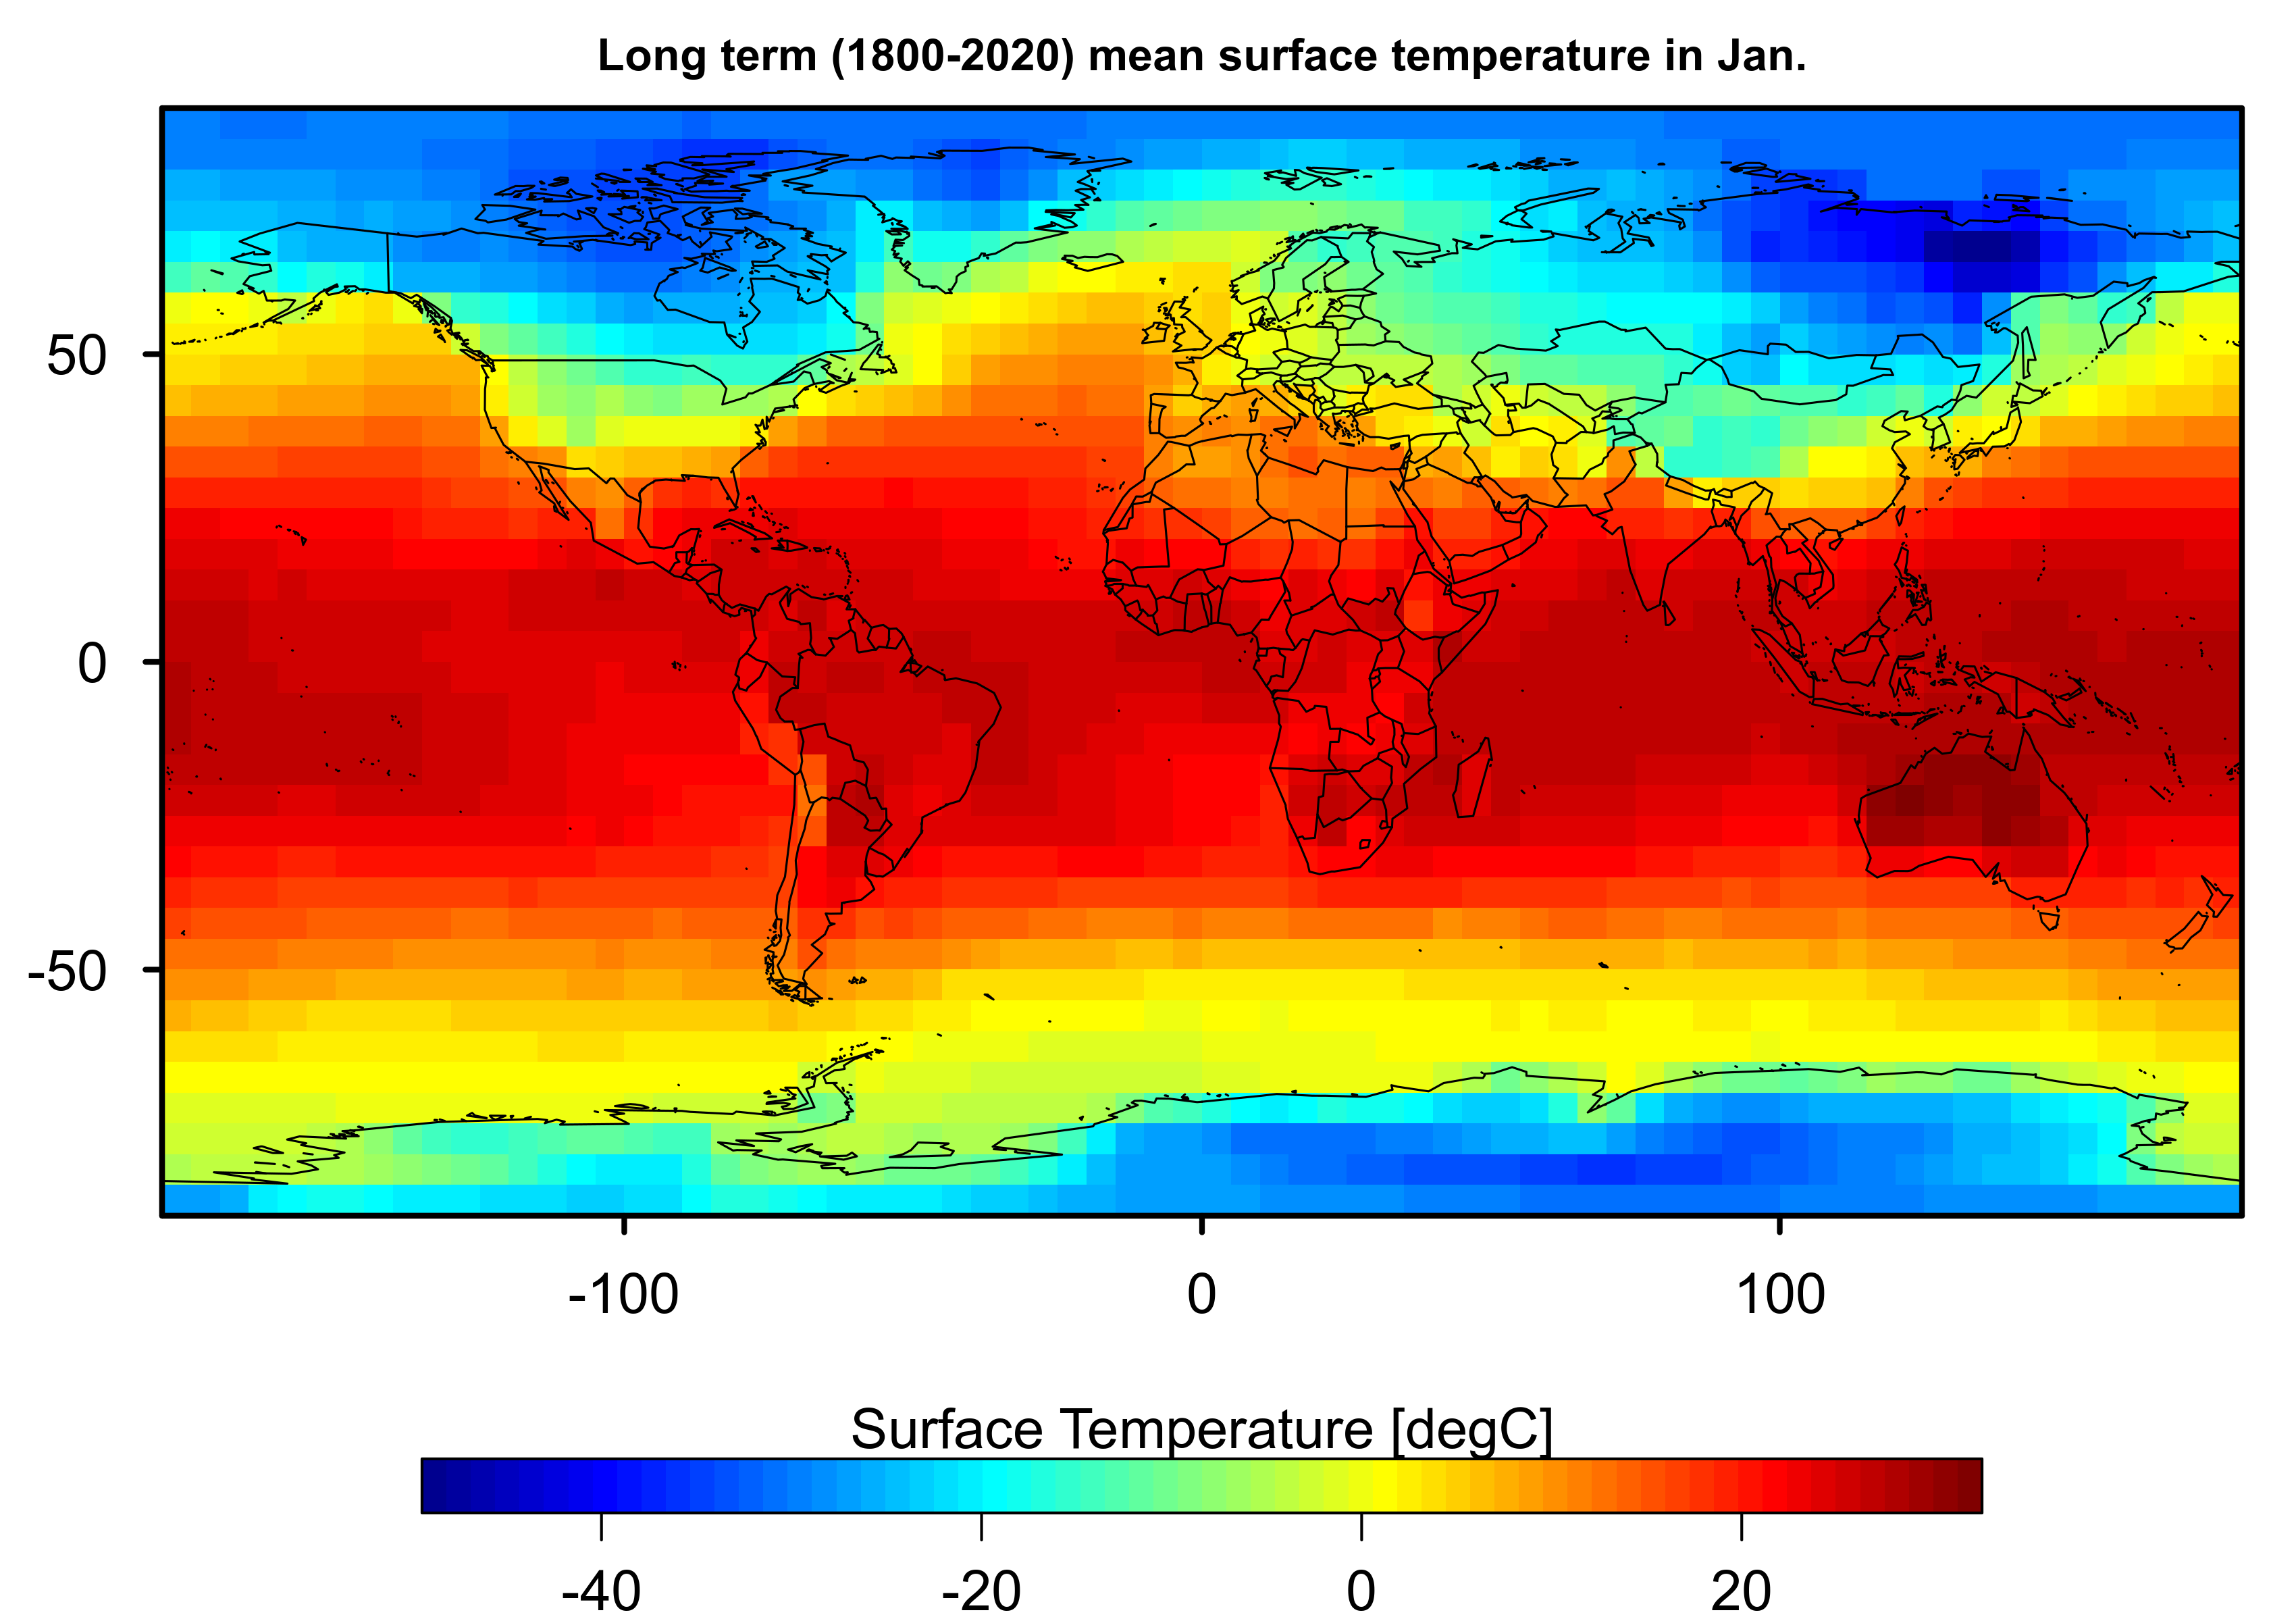 Long term (1800-2020) mean surface temperature in Jan.
50
0
-50
-100 0 100
Surface Temperature [degC]
-40 -20 0 20